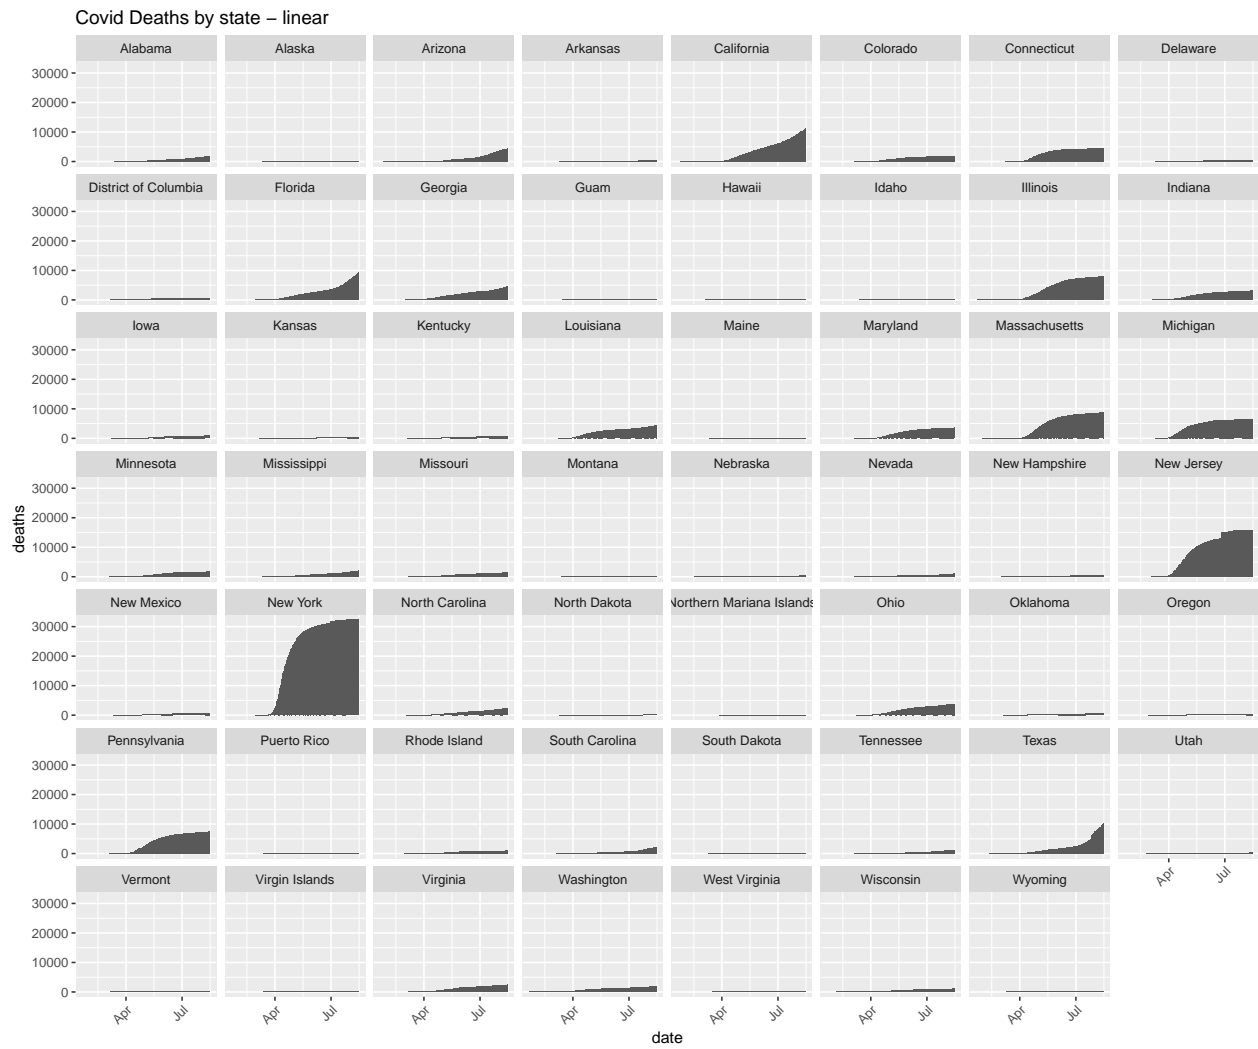 Covid Deaths by state − linear
Alabama Alaska Arizona Arkansas California Colorado Connecticut Delaware
30000
20000
10000
0
District of Columbia Florida Georgia Guam Hawaii Idaho Illinois Indiana
30000
20000
10000
0
Iowa Kansas Kentucky Louisiana Maine Maryland Massachusetts Michigan
30000
20000
10000
0
Minnesota Mississippi Missouri Montana Nebraska Nevada New Hampshire New Jersey
30000
20000
10000
0
deaths
New Mexico New York North Carolina North Dakota Northern Mariana Islands Ohio Oklahoma Oregon
30000
20000
10000
0
Pennsylvania Puerto Rico Rhode Island South Carolina South Dakota Tennessee Texas Utah
30000
20000
10000
0
Apr Jul
Vermont Virgin Islands Virginia Washington West Virginia Wisconsin Wyoming
30000
20000
10000
0
Apr Jul Apr Jul Apr Jul Apr Jul Apr Jul Apr Jul Apr Jul
date